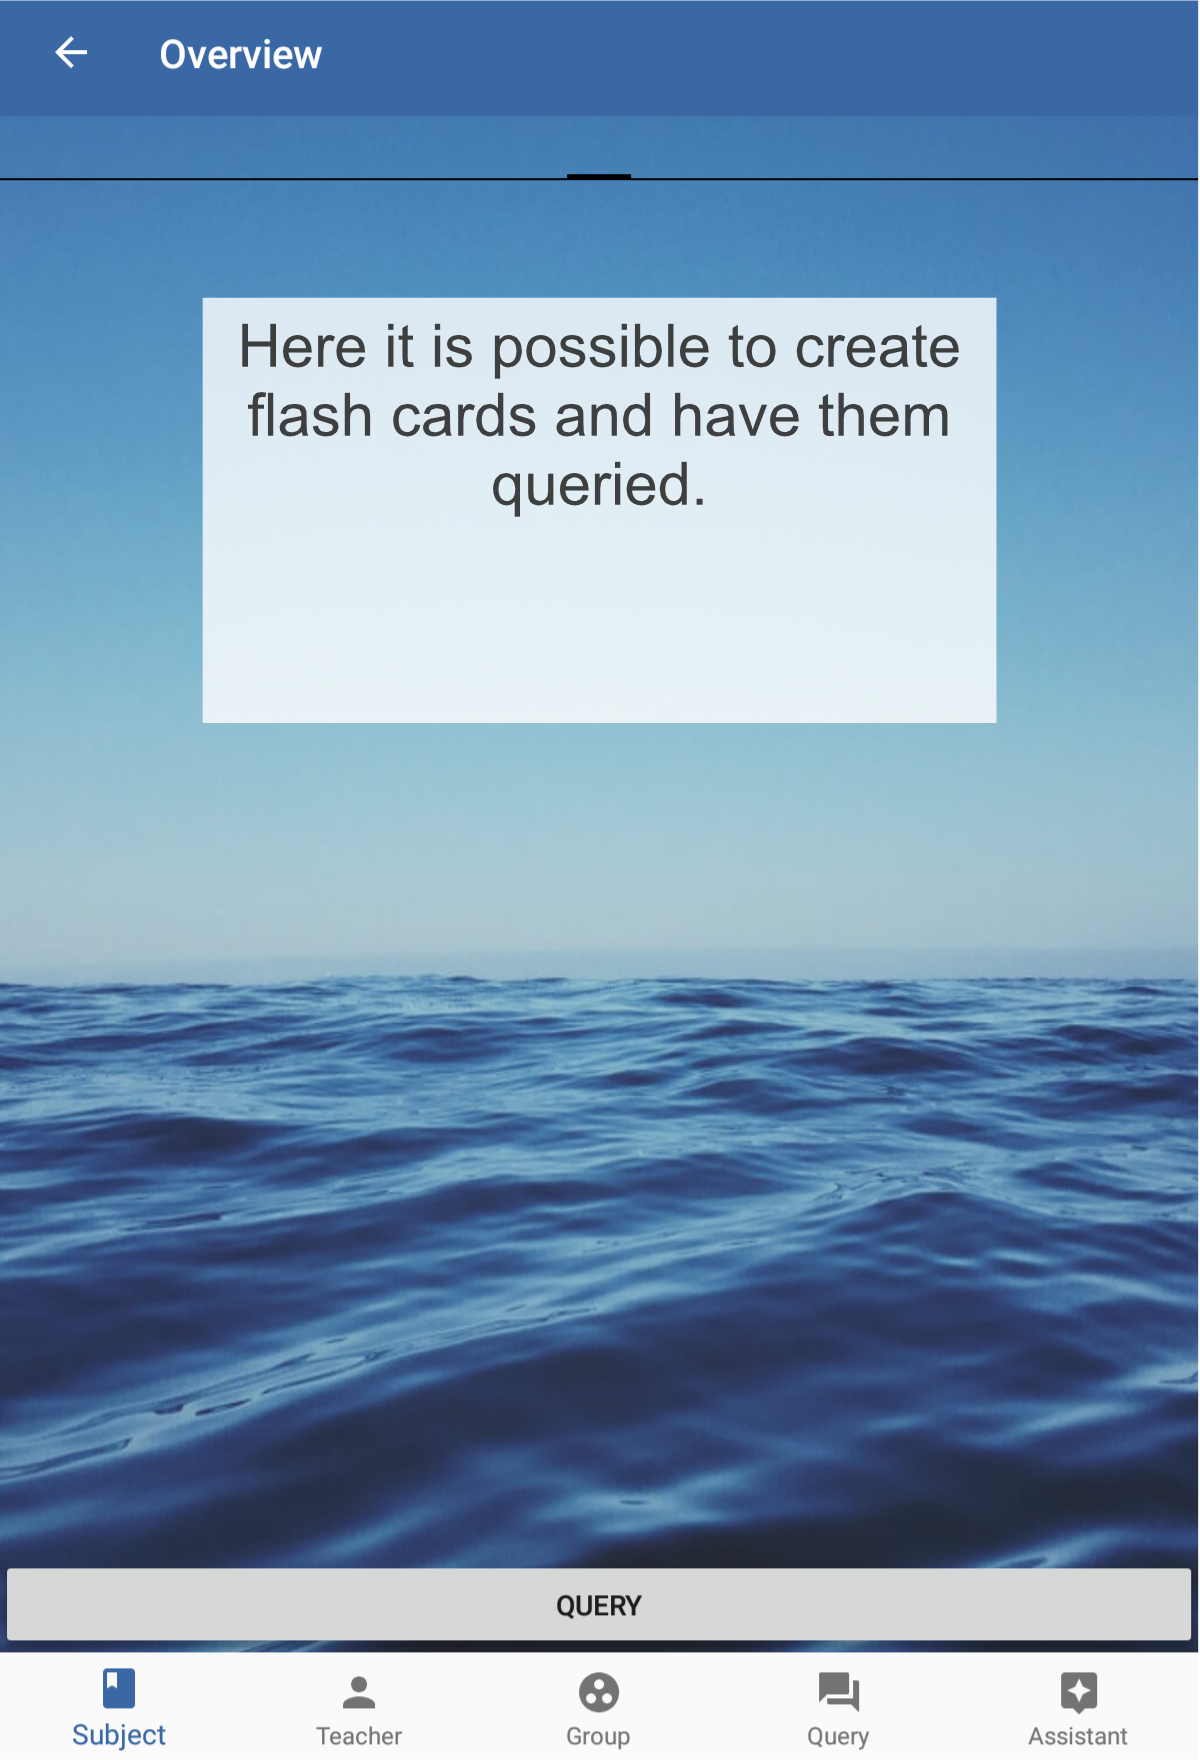 Overview
Here it is possible to create
flash cards and have them
queried.
QUERY
Subject
Teacher
Group
Query
Assistant